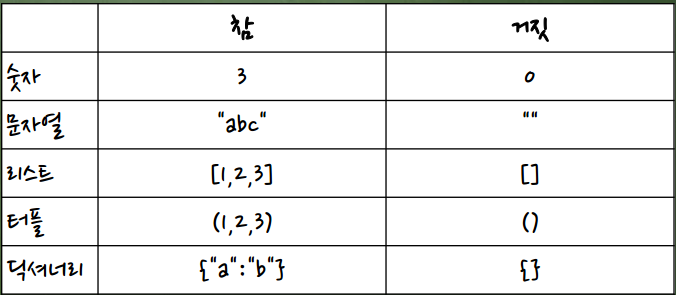 참 거짓
숫자 3 0
문자열 "abc" ""
리스트 [1,2,3] []
터플 (1,2,3) ()
딕셔너리 {"a":"b"} {}